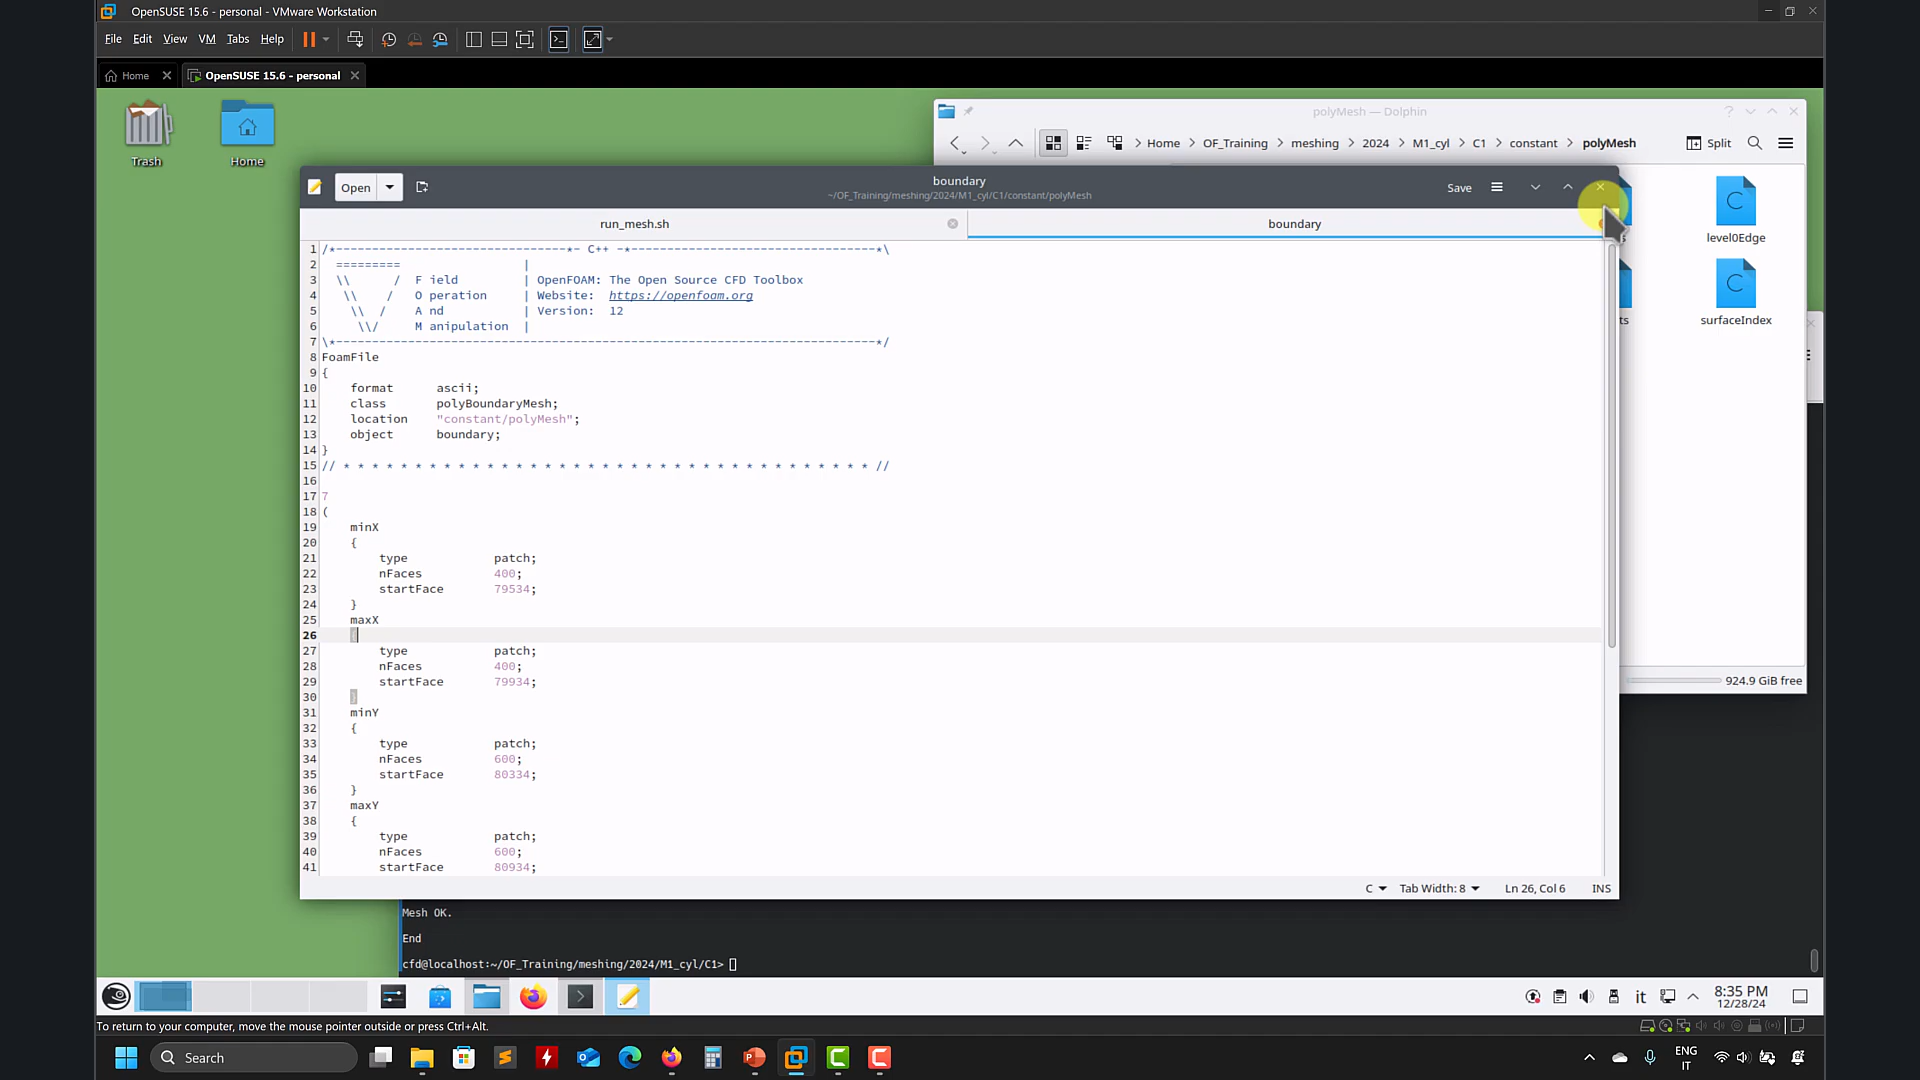 OpenSUSE 15.6 - personal - VMware Workstation
File Edit View VM Tabs Help
Home
OpenSUSE 15.6 - personal
Trash
Home
polyMesh — Dolphin
Home OF_Training meshing 2024 M1_cyl C1 constant polyMesh
Split
Open
boundary
~/OF_Training/meshing/2024/M1_cyl/C1/constant/polyMesh
Save
run_mesh.sh
boundary
level0Edge
surfaceIndex
924.9 GiB free
1 /*--------------------------------*- C++ -*----------------------------------*\
2   =========                 |
3   \\      /  F ield         | OpenFOAM: The Open Source CFD Toolbox
4    \\    /   O peration     | Website:  https://openfoam.org
5     \\  /    A nd           | Version:  12
6      \\/     M anipulation  |
7 \*---------------------------------------------------------------------------*/
8 FoamFile
9 {
10     format      ascii;
11     class       polyBoundaryMesh;
12     location    "constant/polyMesh";
13     object      boundary;
14 }
15 // * * * * * * * * * * * * * * * * * * * * * * * * * * * * * * * * * * * * * //
16
17 7
18 (
19     minX
20     {
21         type            patch;
22         nFaces          400;
23         startFace       79534;
24     }
25     maxX
26     {
27         type            patch;
28         nFaces          400;
29         startFace       79934;
30     }
31     minY
32     {
33         type            patch;
34         nFaces          600;
35         startFace       80334;
36     }
37     maxY
38     {
39         type            patch;
40         nFaces          600;
41         startFace       80934;
C Tab Width: 8 Ln 26, Col 6 INS
Mesh OK.
End
cfd@localhost:~/OF_Training/meshing/2024/M1_cyl/C1>
it
8:35 PM
12/28/24
To return to your computer, move the mouse pointer outside or press Ctrl+Alt.
Search
ENG
IT